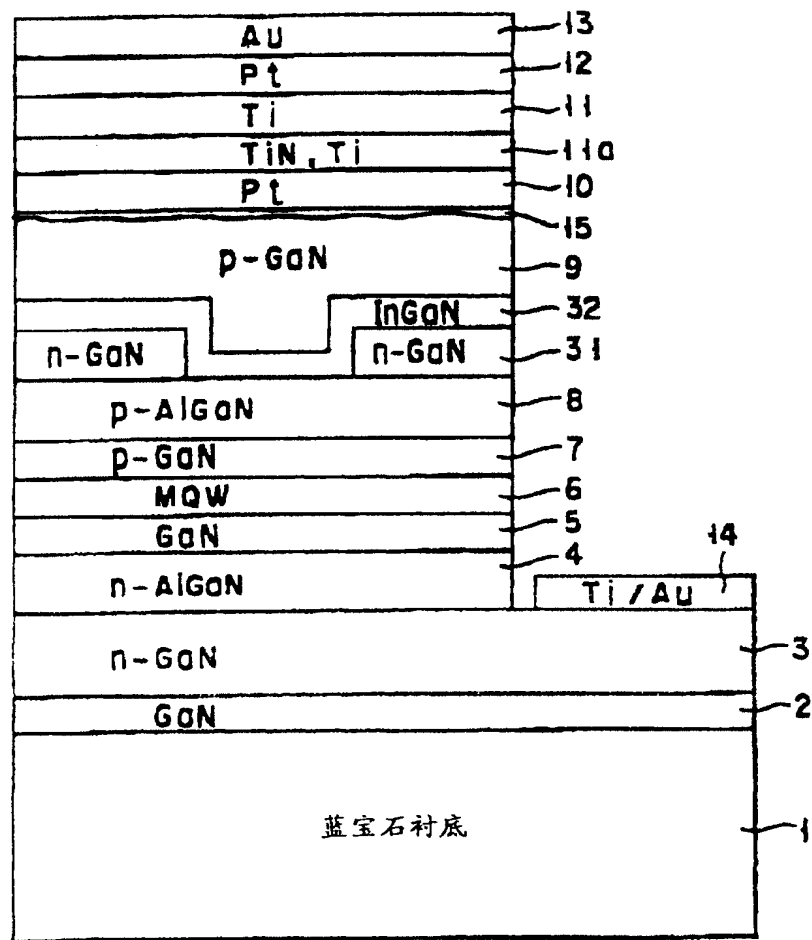 Au 13
Pt 12
Ti 11
TiN, Ti 11a
Pt 10
15
p-GaN 9
InGaN 32
n-GaN n-GaN 31
p-AlGaN 8
p-GaN 7
MQW 6
GaN 5
n-AlGaN 4
14
Ti/Au
n-GaN 3
GaN 2
蓝宝石衬底 1